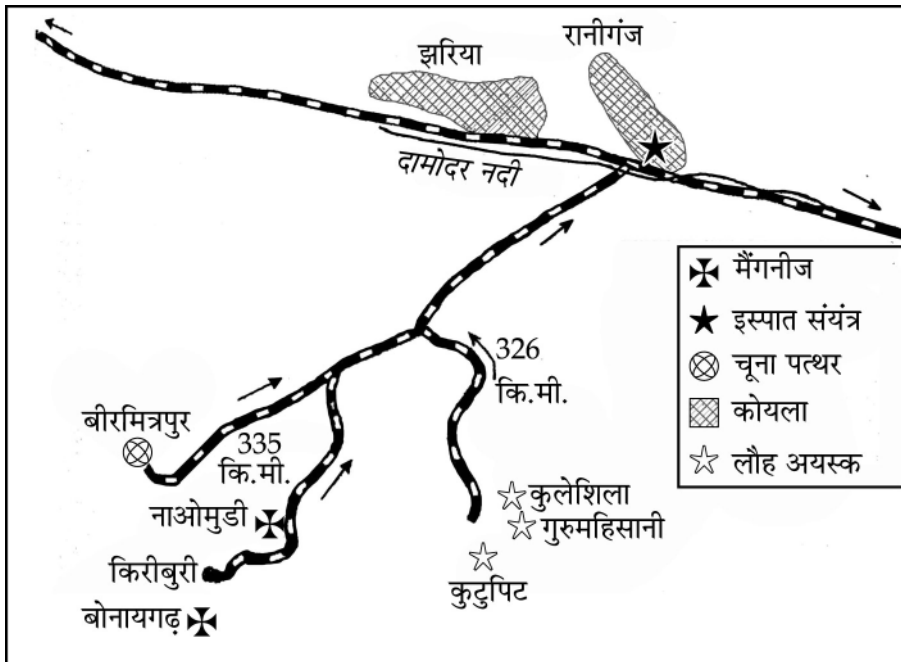 रानीगंज
झरिया
दामोदर नदी
मैंगनीज
इस्पात संयंत्र
चूना पत्थर
कोयला
लौह अयस्क
326
कि.मी.
बीरमित्रपुर
335
कि.मी.
नाओमुडी
किरीबुरी
बोनायगढ़
कुलेशिला
गुरुमहिसानी
कुटुपिट